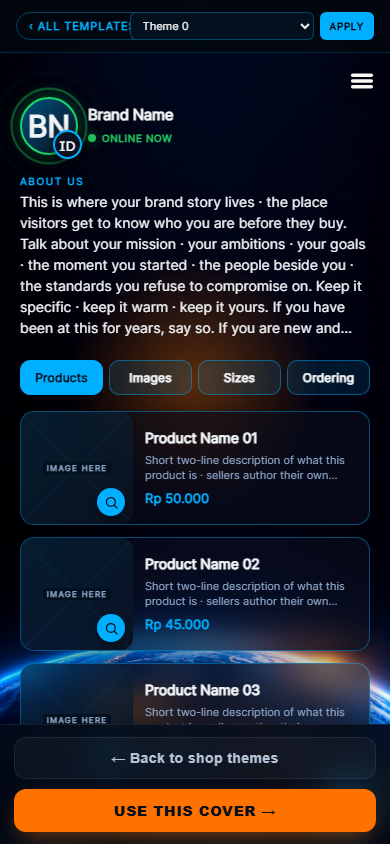 ‹ ALL TEMPLATES
Theme 0
APPLY
BN
ID
Brand Name
ONLINE NOW
ABOUT US
This is where your brand story lives · the place
visitors get to know who you are before they buy.
Talk about your mission · your ambitions · your goals
· the moment you started · the people beside you ·
the standards you refuse to compromise on. Keep it
specific · keep it warm · keep it yours. If you have
been at this for years, say so. If you are new and...
Products
Images
Sizes
Ordering
IMAGE HERE
Product Name 01
Short two-line description of what this
product is · sellers author their own...
Rp 50.000
IMAGE HERE
Product Name 02
Short two-line description of what this
product is · sellers author their own...
Rp 45.000
IMAGE HERE
Product Name 03
Short two-line description of what this
← Back to shop themes
USE THIS COVER →